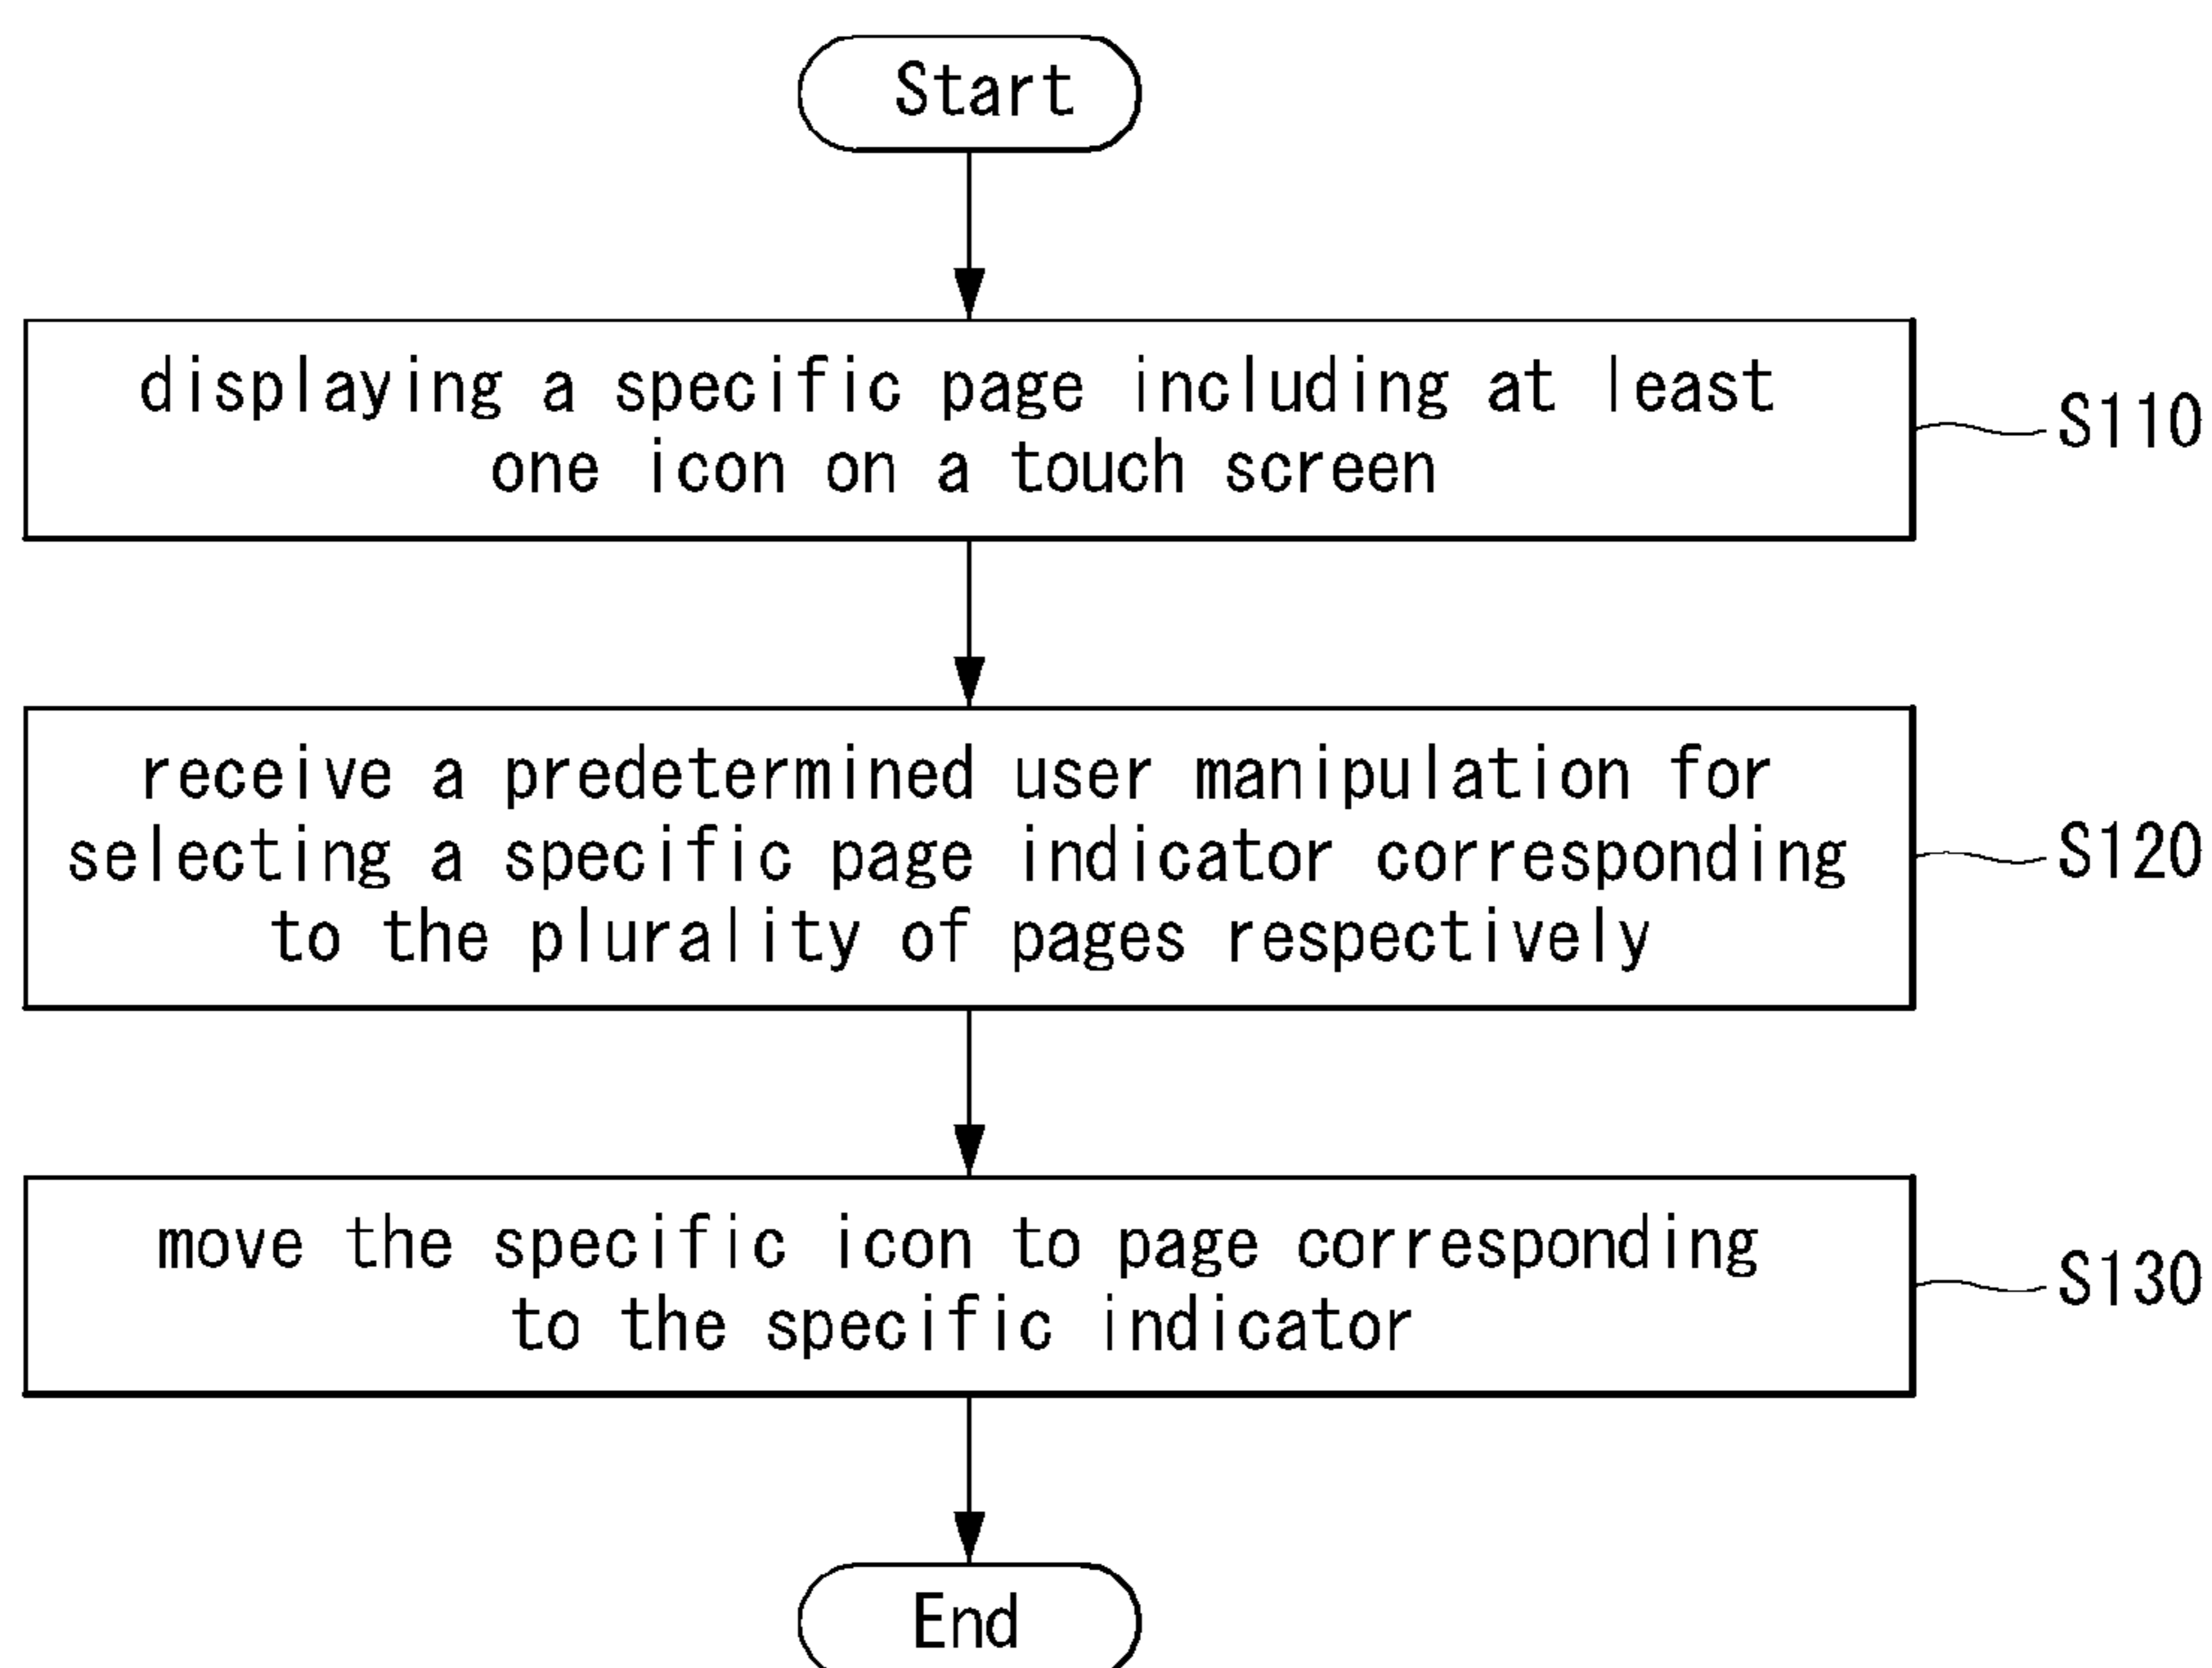 Start
displaying a specific page including at least
one icon on a touch screen
S110
receive a predetermined user manipulation for
selecting a specific page indicator corresponding
to the plurality of pages respectively
S120
move the specific icon to page corresponding
to the specific indicator
S130
End